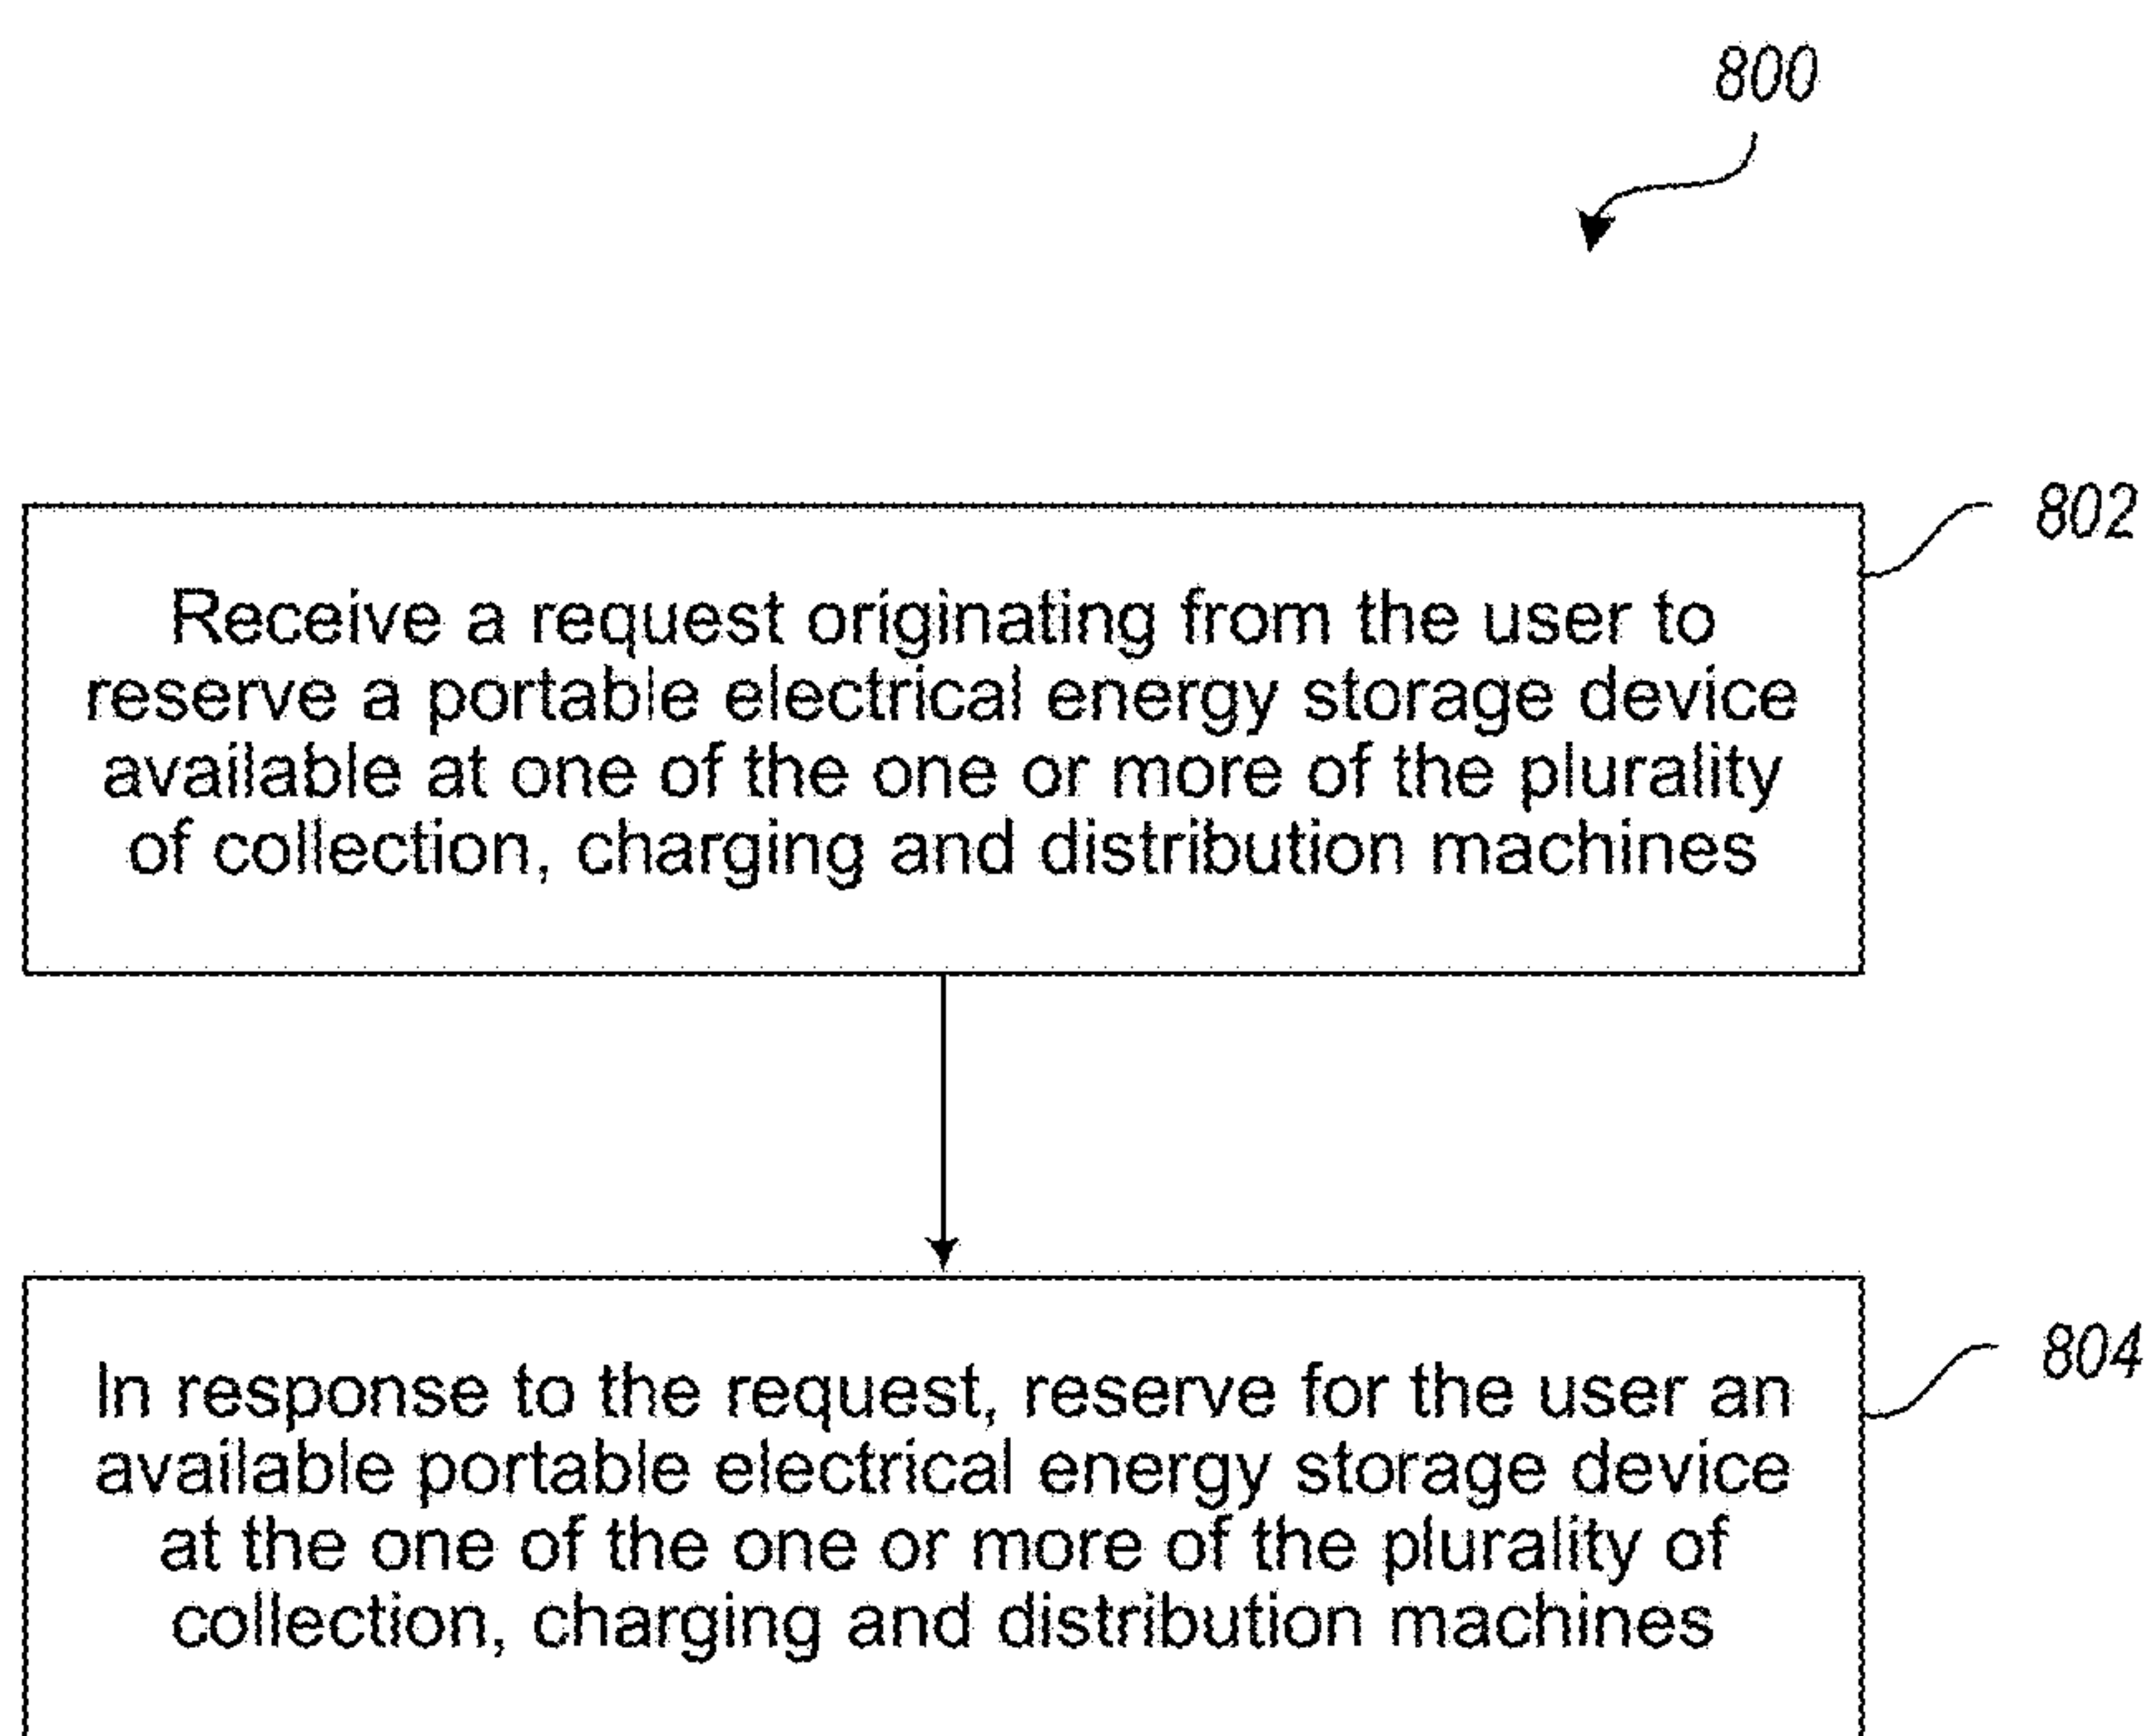 800
802
Receive a request originating from the user to
reserve a portable electrical energy storage device
available at one of the one or more of the plurality
of collection, charging and distribution machines
804
In response to the request, reserve for the user an
available portable electrical energy storage device
at the one of the one or more of the plurality of
collection, charging and distribution machines